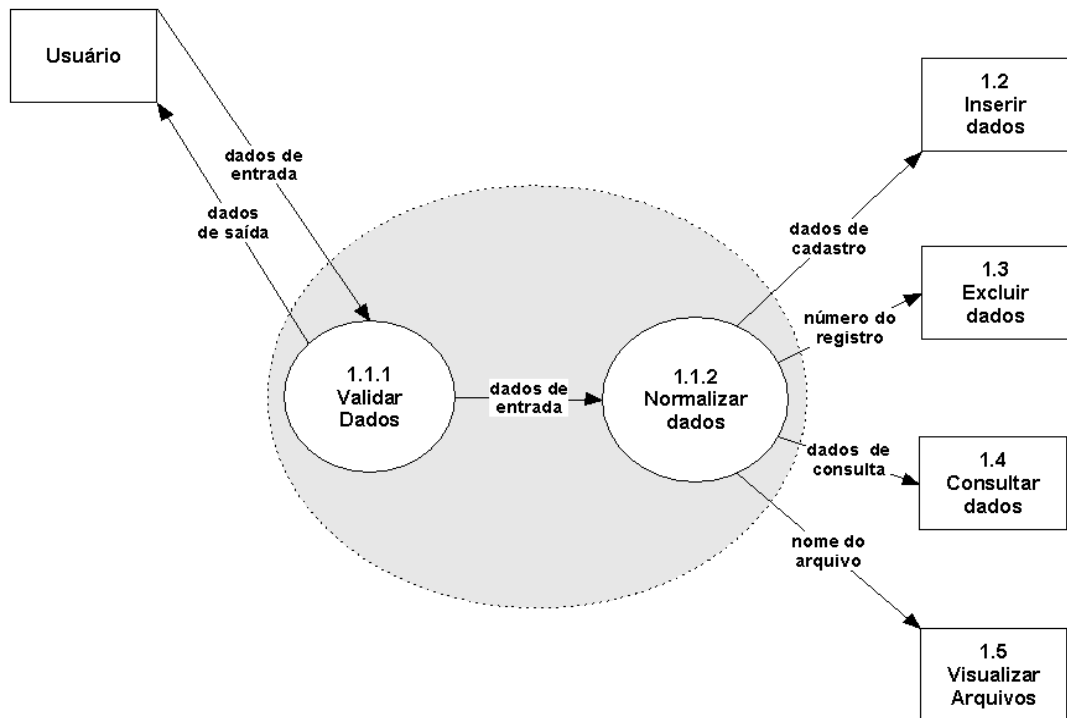 Usuário
1.2
Inserir
dados
dados de
entrada
dados
de saída
dados de
cadastro
1.3
Excluir
dados
número do
registro
1.1.1
Validar
Dados
dados de
entrada
1.1.2
Normalizar
dados
dados de
consulta
1.4
Consultar
dados
nome do
arquivo
1.5
Visualizar
Arquivos